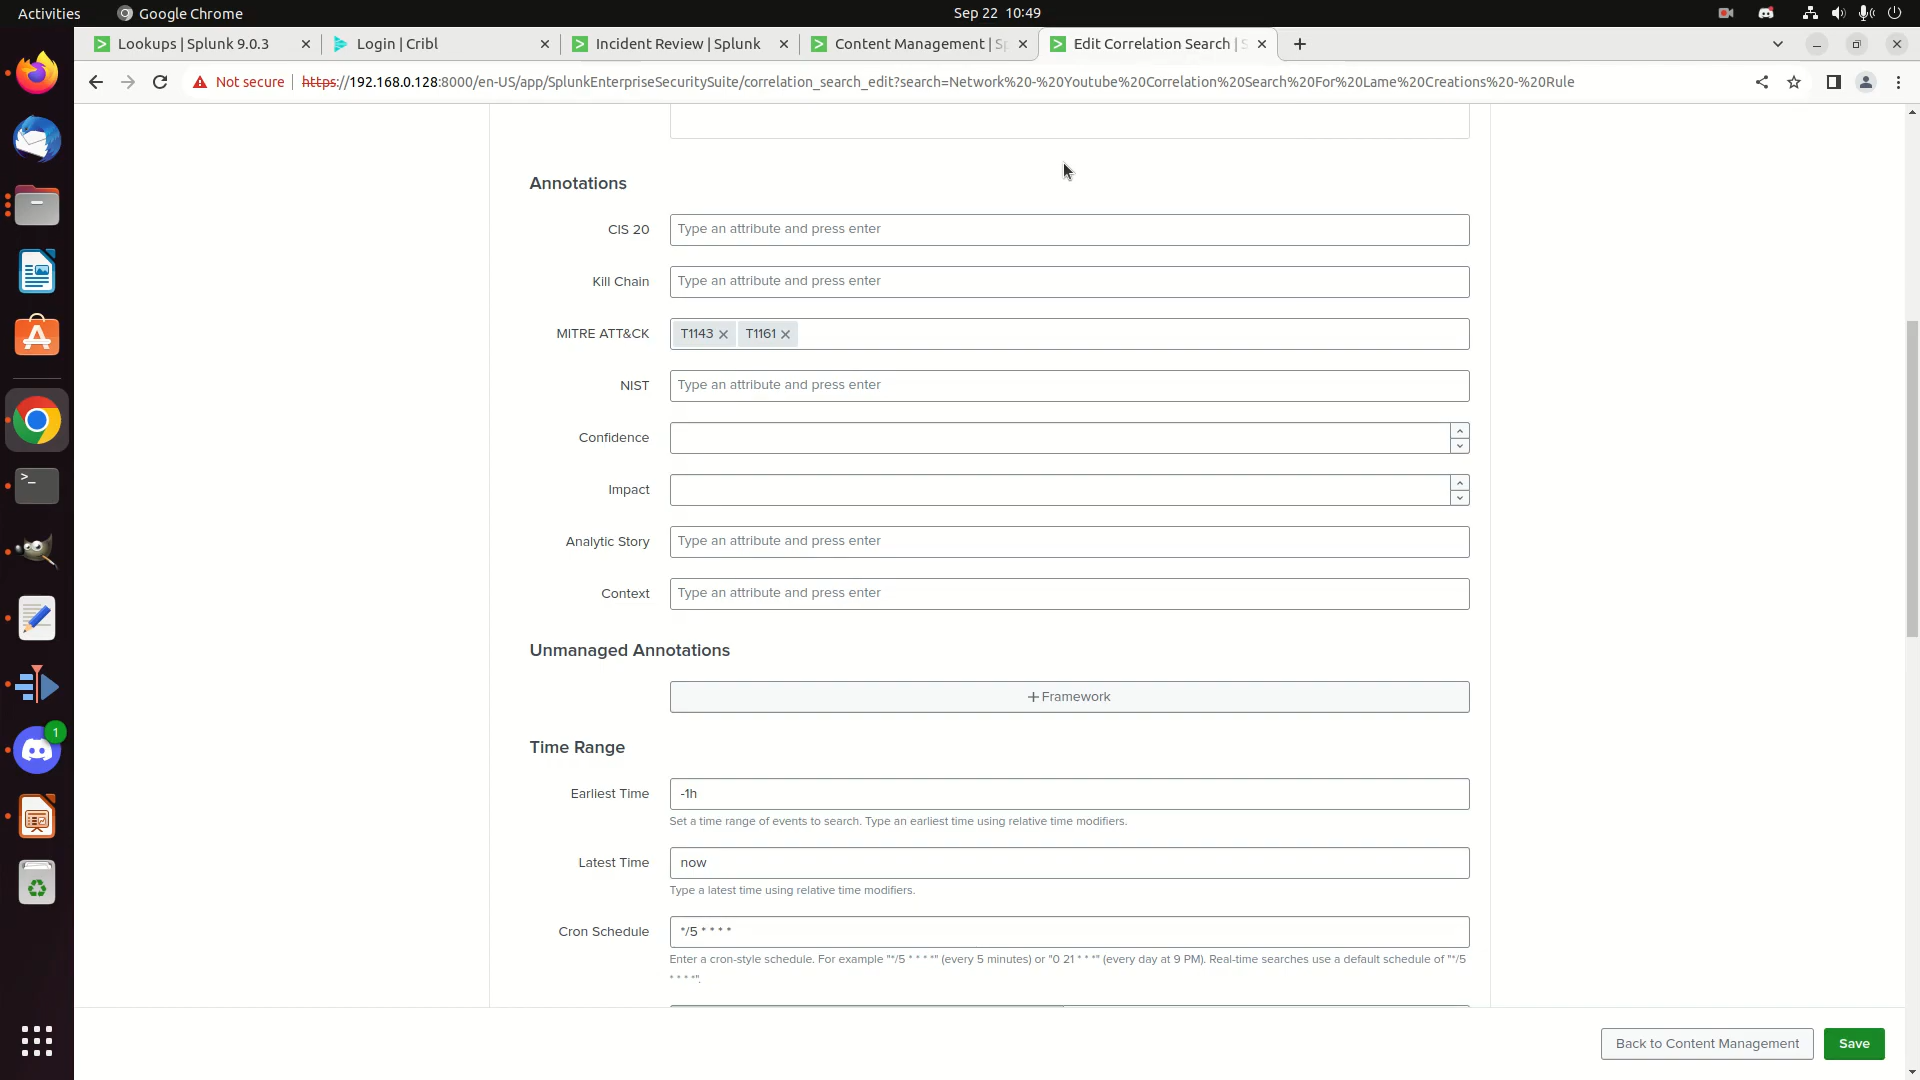 Activities
Google Chrome
Sep 22 10:49
Lookups | Splunk 9.0.3
Login | Cribl
Incident Review | Splunk
Content Management | Sp
Edit Correlation Search | S
Not secure
https://192.168.0.128:8000/en-US/app/SplunkEnterpriseSecuritySuite/correlation_search_edit?search=Network%20-%20Youtube%20Correlation%20Search%20For%20Lame%20Creations%20-%20Rule
Annotations
CIS 20
Type an attribute and press enter
Kill Chain
Type an attribute and press enter
MITRE ATT&CK
T1143
T1161
NIST
Type an attribute and press enter
Confidence
Impact
Analytic Story
Type an attribute and press enter
Context
Type an attribute and press enter
Unmanaged Annotations
+ Framework
Time Range
Earliest Time
-1h
Set a time range of events to search. Type an earliest time using relative time modifiers.
Latest Time
now
Type a latest time using relative time modifiers.
Cron Schedule
*/5 * * * *
Enter a cron-style schedule. For example "*/5 * * * *" (every 5 minutes) or "0 21 * * *" (every day at 9 PM). Real-time searches use a default schedule of "*/5
* * * *".
Back to Content Management
Save
1